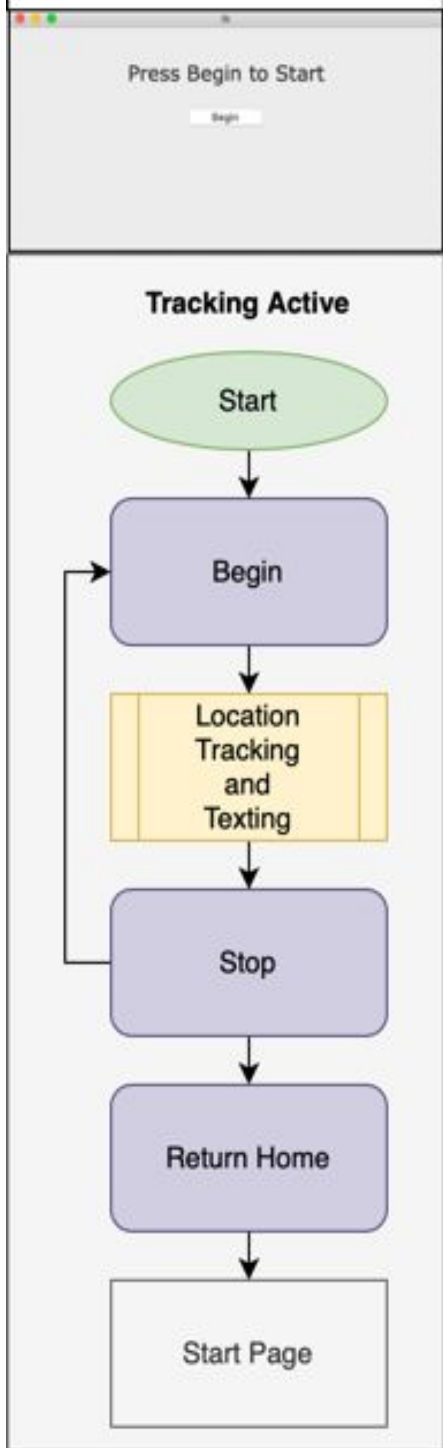 Press Begin to Start
Begin
Tracking Active
Start
Begin
Location
Tracking
and
Texting
Stop
Return Home
Start Page